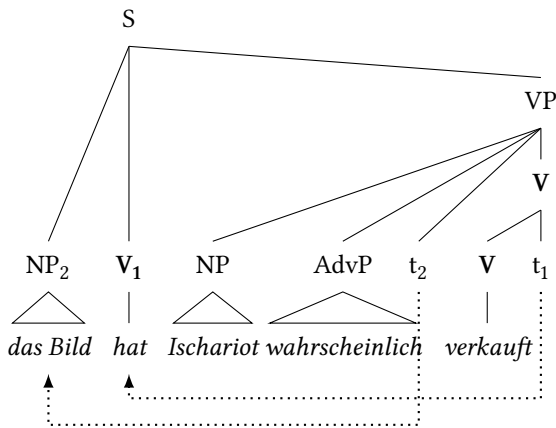 S
VP
V
NP₂ V₁ NP AdvP t₂ V t₁
das Bild hat Ischariot wahrscheinlich verkauft